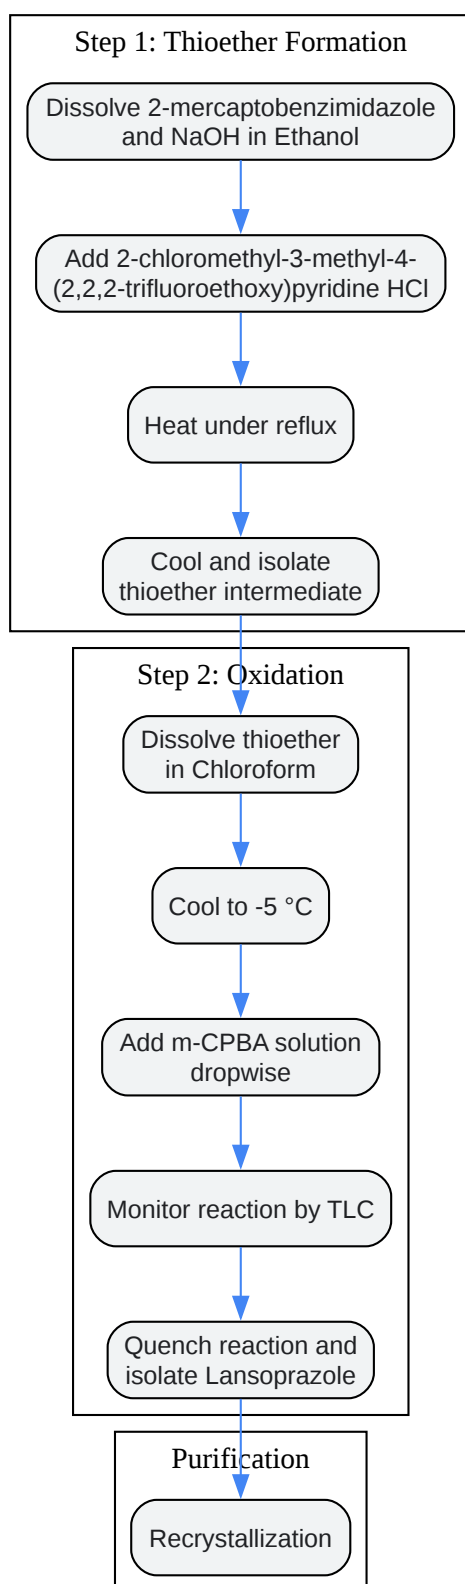 Step 1: Thioether Formation
Dissolve 2-mercaptobenzimidazole
and NaOH in Ethanol
Add 2-chloromethyl-3-methyl-4-
(2,2,2-trifluoroethoxy)pyridine HCl
Heat under reflux
Cool and isolate
thioether intermediate
Step 2: Oxidation
Dissolve thioether
in Chloroform
Cool to -5 °C
Add m-CPBA solution
dropwise
Monitor reaction by TLC
Quench reaction and
isolate Lansoprazole
Purification
Recrystallization